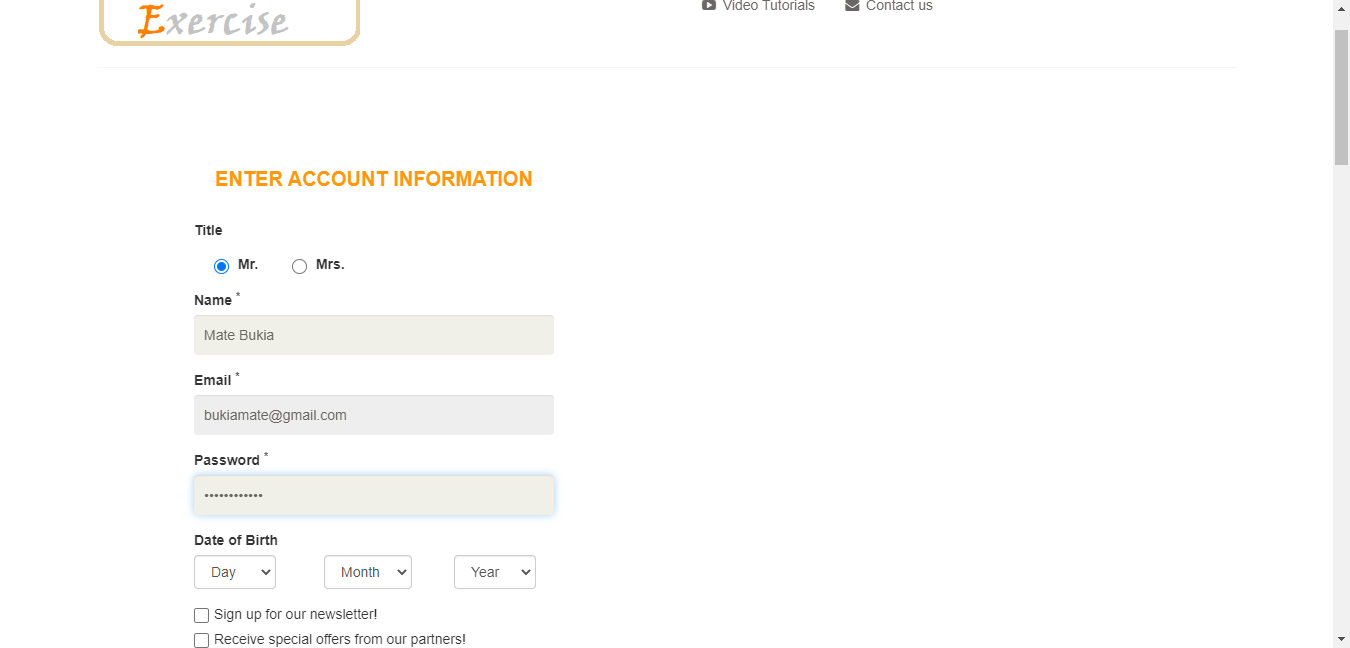 Exercise
Video Tutorials Contact us
ENTER ACCOUNT INFORMATION
Title
Mr. Mrs.
Name *
Mate Bukia
Email *
bukiamate@gmail.com
Password *
••••••••••••
Date of Birth
Day Month Year
Sign up for our newsletter!
Receive special offers from our partners!